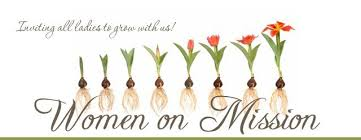 Inviting all ladies to grow with us!
Women on Mission